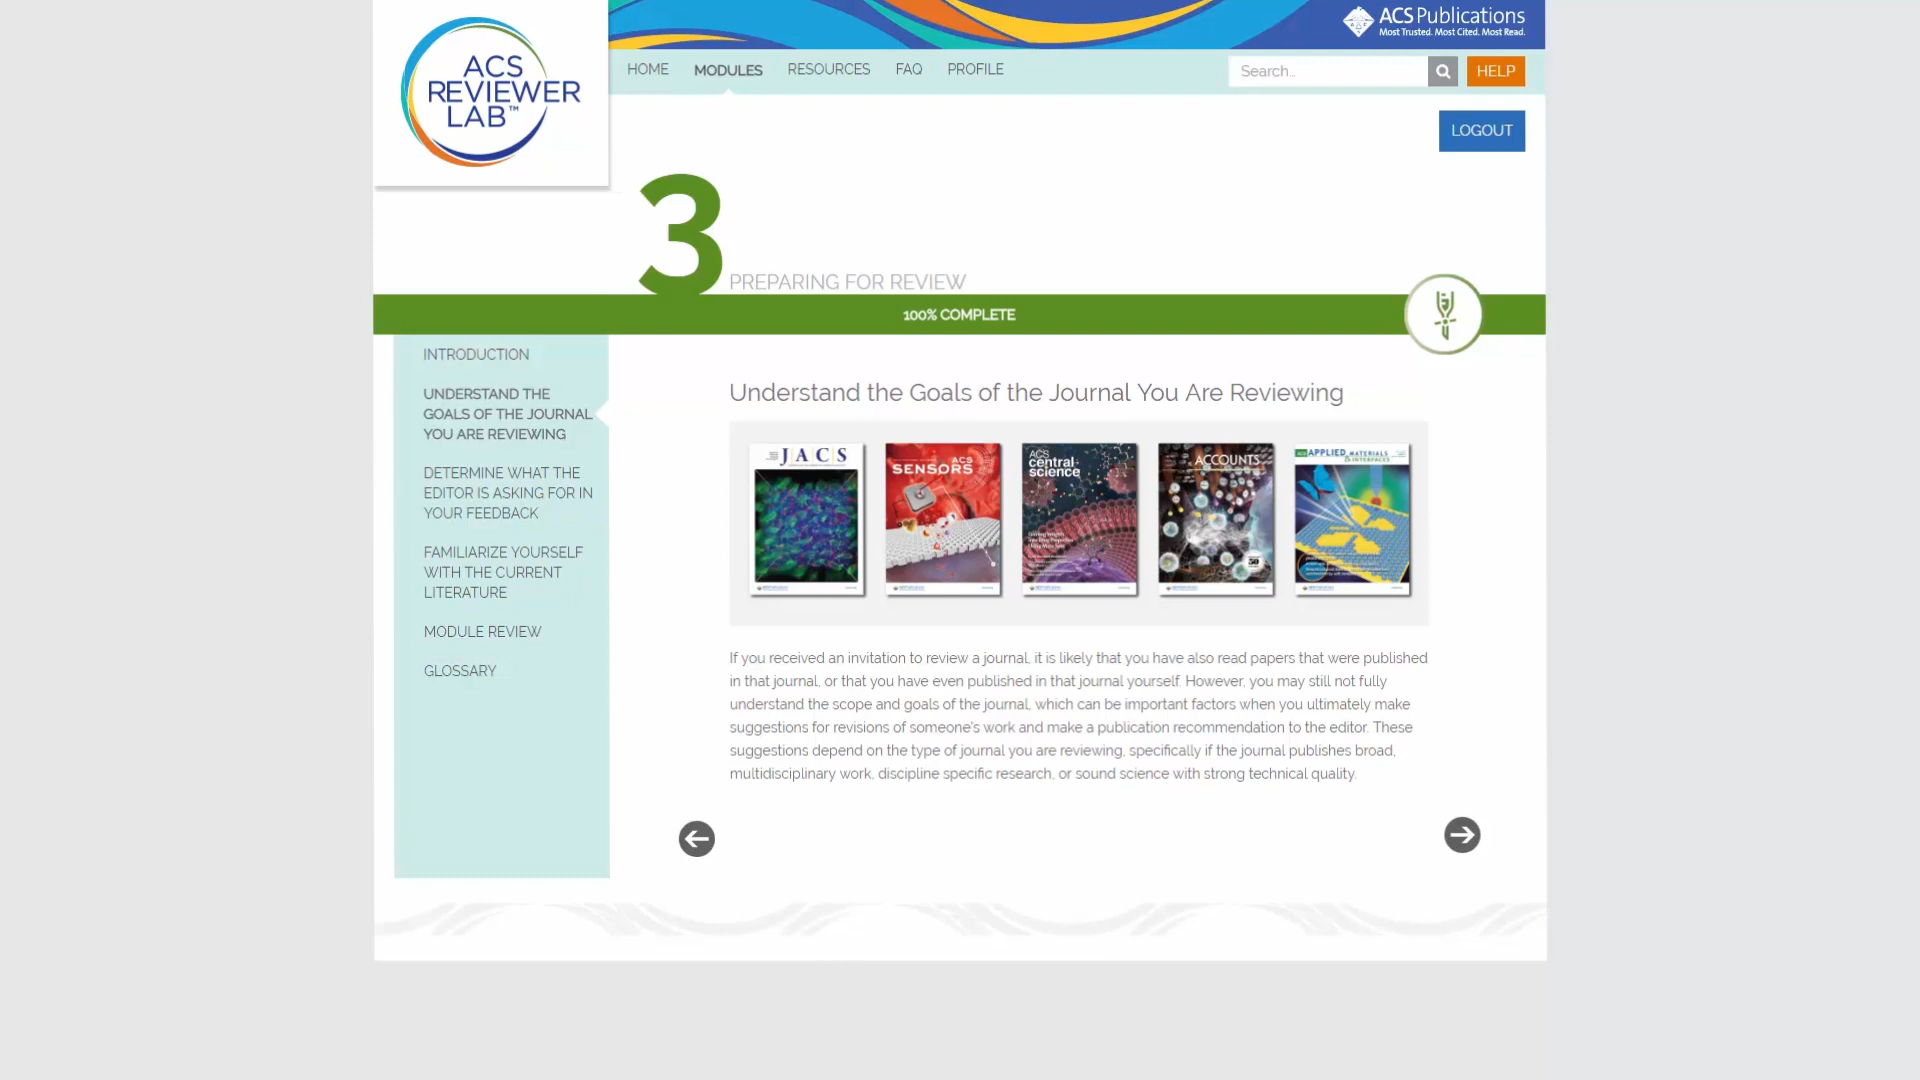 ACS
REVIEWER
LAB™
ACS Publications
Most Trusted. Most Cited. Most Read.
HOME
MODULES
RESOURCES
FAQ
PROFILE
Search...
HELP
LOGOUT
3
PREPARING FOR REVIEW
100% COMPLETE
INTRODUCTION
UNDERSTAND THE
GOALS OF THE JOURNAL
YOU ARE REVIEWING
DETERMINE WHAT THE
EDITOR IS ASKING FOR IN
YOUR FEEDBACK
FAMILIARIZE YOURSELF
WITH THE CURRENT
LITERATURE
MODULE REVIEW
GLOSSARY
Understand the Goals of the Journal You Are Reviewing
J|A|C|S
ACS
SENSORS
ACS
central
science
ACCOUNTS
ACS APPLIED MATERIALS
& INTERFACES
If you received an invitation to review a journal, it is likely that you have also read papers that were published
in that journal, or that you have even published in that journal yourself. However, you may still not fully
understand the scope and goals of the journal, which can be important factors when you ultimately make
suggestions for revisions of someone's work and make a publication recommendation to the editor. These
suggestions depend on the type of journal you are reviewing, specifically if the journal publishes broad,
multidisciplinary work, discipline specific research, or sound science with strong technical quality.